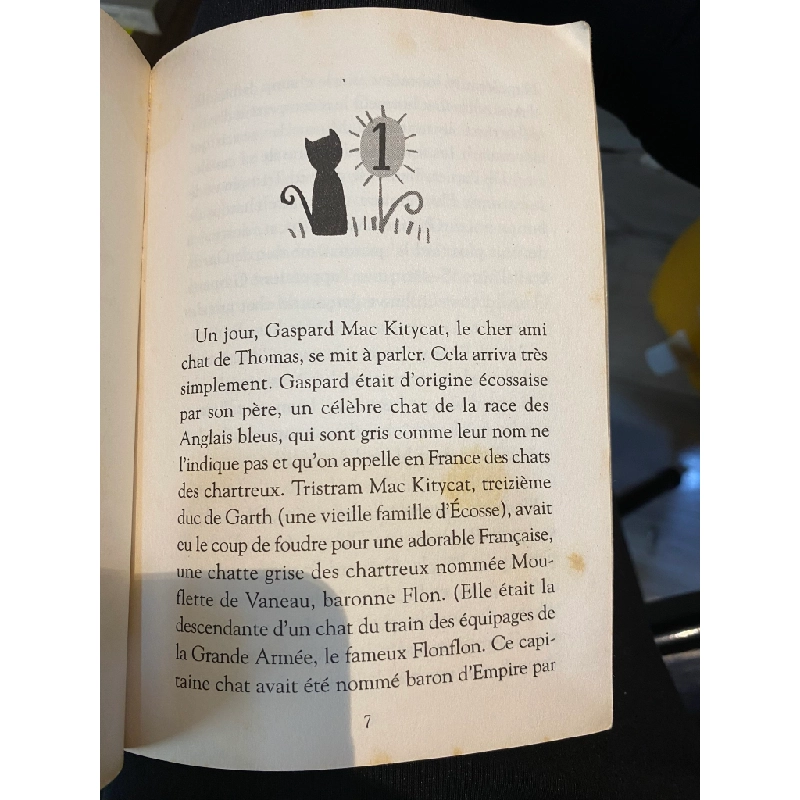 1
Un jour, Gaspard Mac Kitycat, le cher ami
chat de Thomas, se mit à parler. Cela arriva très
simplement. Gaspard était d'origine écossaise
par son père, un célèbre chat de la race des
Anglais bleus, qui sont gris comme leur nom ne
l'indique pas et qu'on appelle en France des chats
des chartreux. Tristram Mac Kitycat, treizième
duc de Garth (une vieille famille d'Écosse), avait
eu le coup de foudre pour une adorable Française,
une chatte grise des chartreux nommée Mou-
flette de Vaneau, baronne Flon. (Elle était la
descendante d'un chat du train des équipages de
la Grande Armée, le fameux Flonflon. Ce capi-
taine chat avait été nommé baron d'Empire par
7